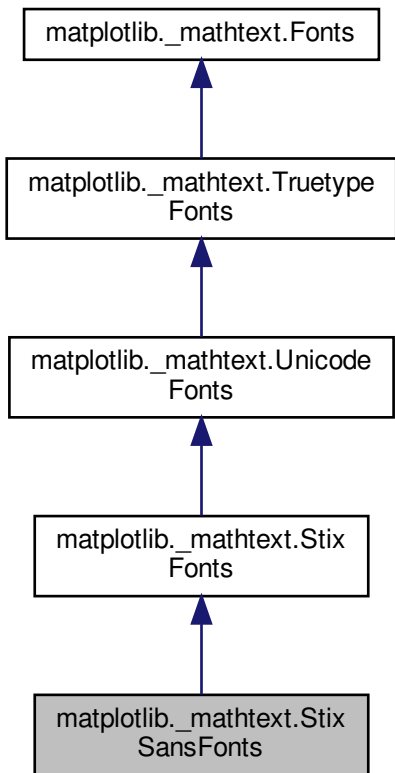 matplotlib._mathtext.Fonts
matplotlib._mathtext.Truetype
Fonts
matplotlib._mathtext.Unicode
Fonts
matplotlib._mathtext.Stix
Fonts
matplotlib._mathtext.Stix
SansFonts